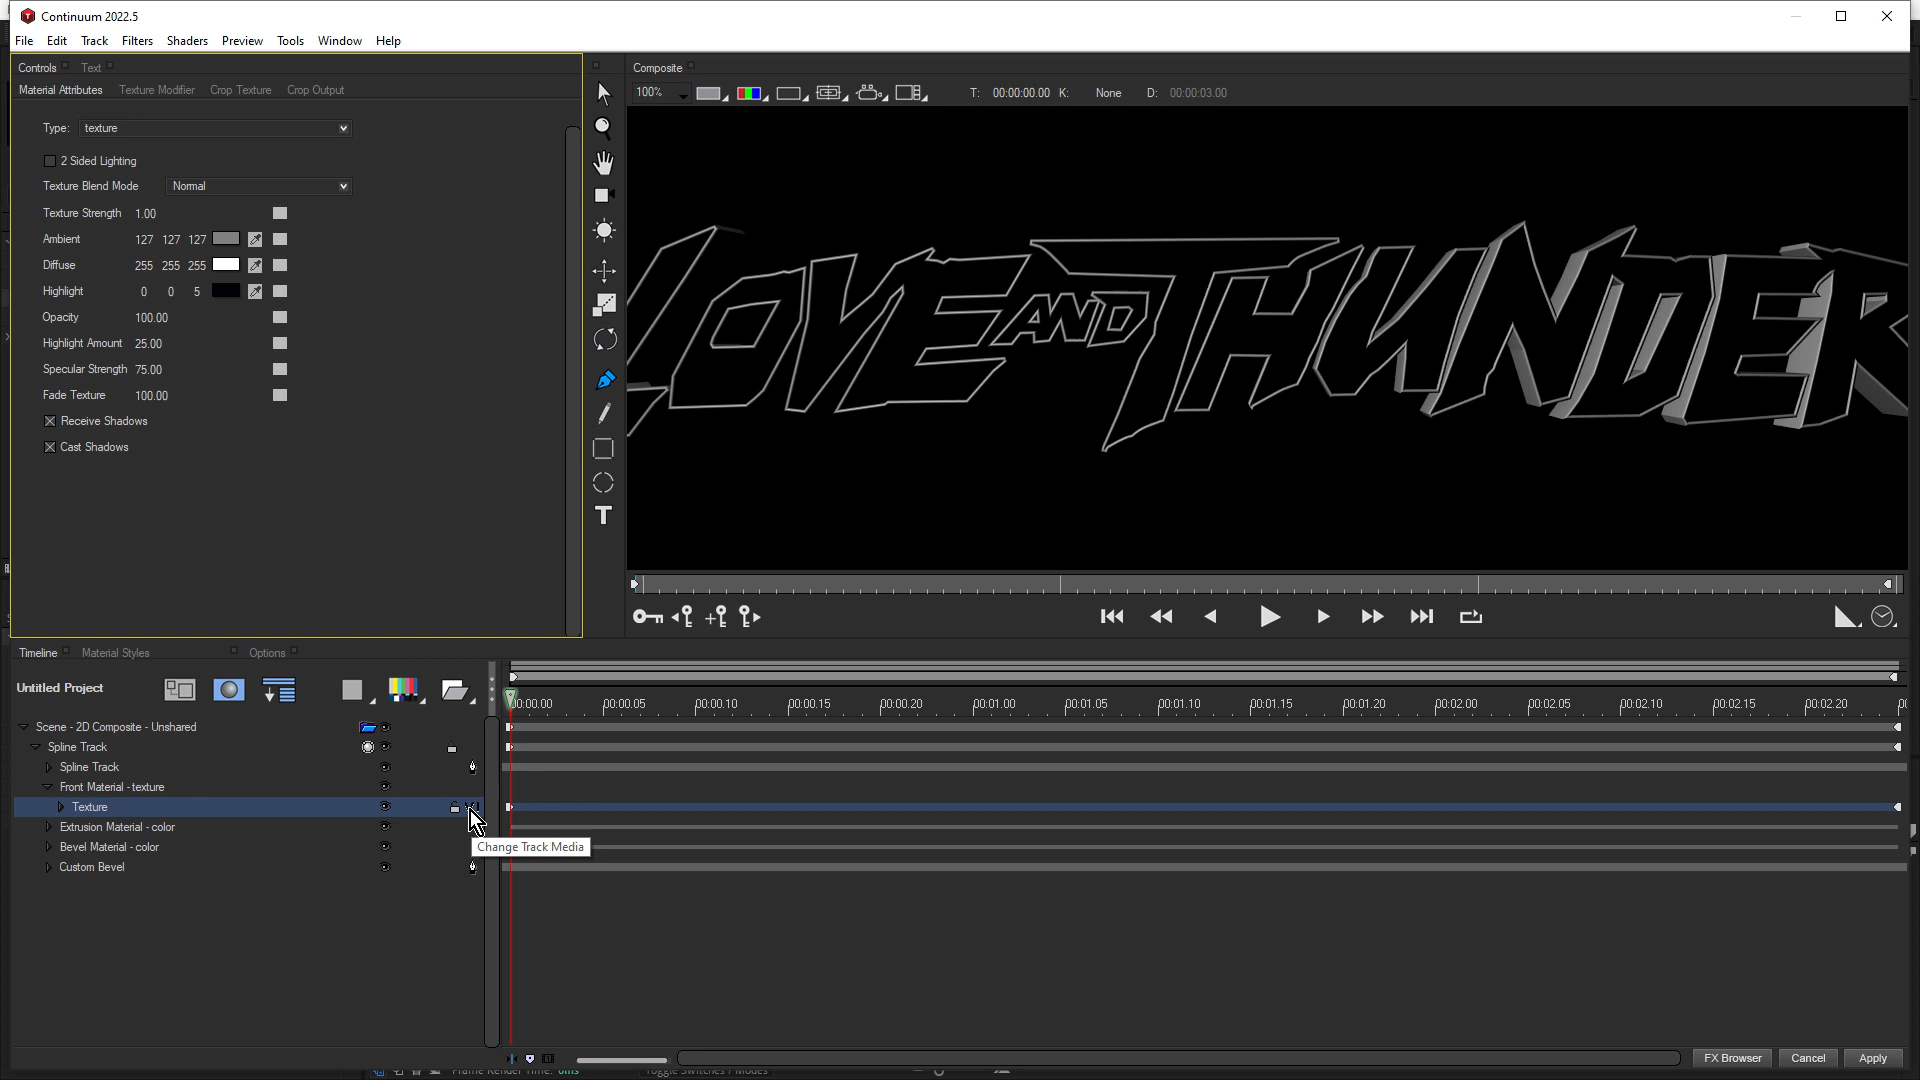 Continuum 2022.5
File Edit Track Filters Shaders Preview Tools Window Help
Controls Text
Composite
Material Attributes Texture Modifier Crop Texture Crop Output
100% T: 00:00:00.00 K: None D: 00:00:03.00
Type: texture
2 Sided Lighting
Texture Blend Mode Normal
Texture Strength 1.00
Ambient 127 127 127
Diffuse 255 255 255
Highlight 0 0 5
Opacity 100.00
Highlight Amount 25.00
Specular Strength 75.00
Fade Texture 100.00
Receive Shadows
Cast Shadows
LOVE AND THUNDER
T
Timeline Material Styles Options
Untitled Project
00:00.00 00:00.05 00:00.10 00:00.15 00:00.20 00:01.00 00:01.05 00:01.10 00:01.15 00:01.20 00:02.00 00:02.05 00:02.10 00:02.15 00:02.20
Scene - 2D Composite - Unshared
Spline Track
Spline Track
Front Material - texture
Texture
Extrusion Material - color
Bevel Material - color
Change Track Media
Custom Bevel
FX Browser Cancel Apply
Frame Render Time: 0ms Toggle Switches / Modes